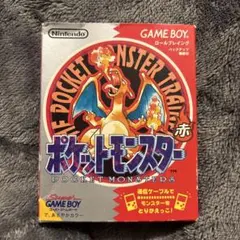 Nintendo
GAME BOY
ロールプレイング
THE POCKET MONSTER TRAINER
赤
ポケットモンスター
POCKET MONSTERS
GAME BOY
通信ケーブルで
モンスターを
とりかえっこ!